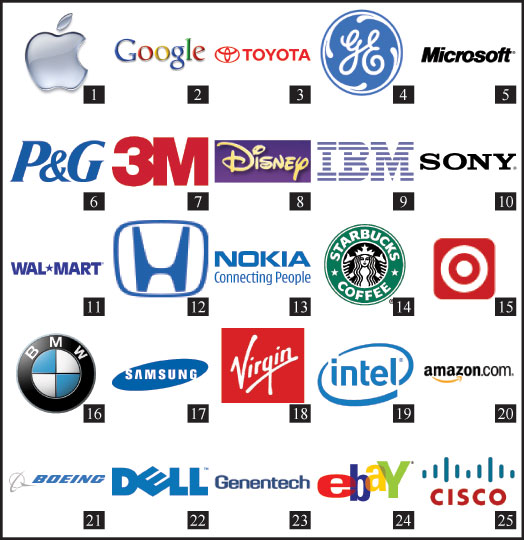 1
Google
2
TOYOTA
3
GE
4
Microsoft®
5
P&G
6
3M
7
Disney
8
IBM
9
SONY®
10
WAL★MART®
11
12
NOKIA
Connecting People
13
STARBUCKS
COFFEE
®
14
15
BMW
16
SAMSUNG
17
Virgin
18
intel®
19
amazon.com.
20
BOEING
21
DELL™
22
Genentech
23
ebaY
24
CISCO
25